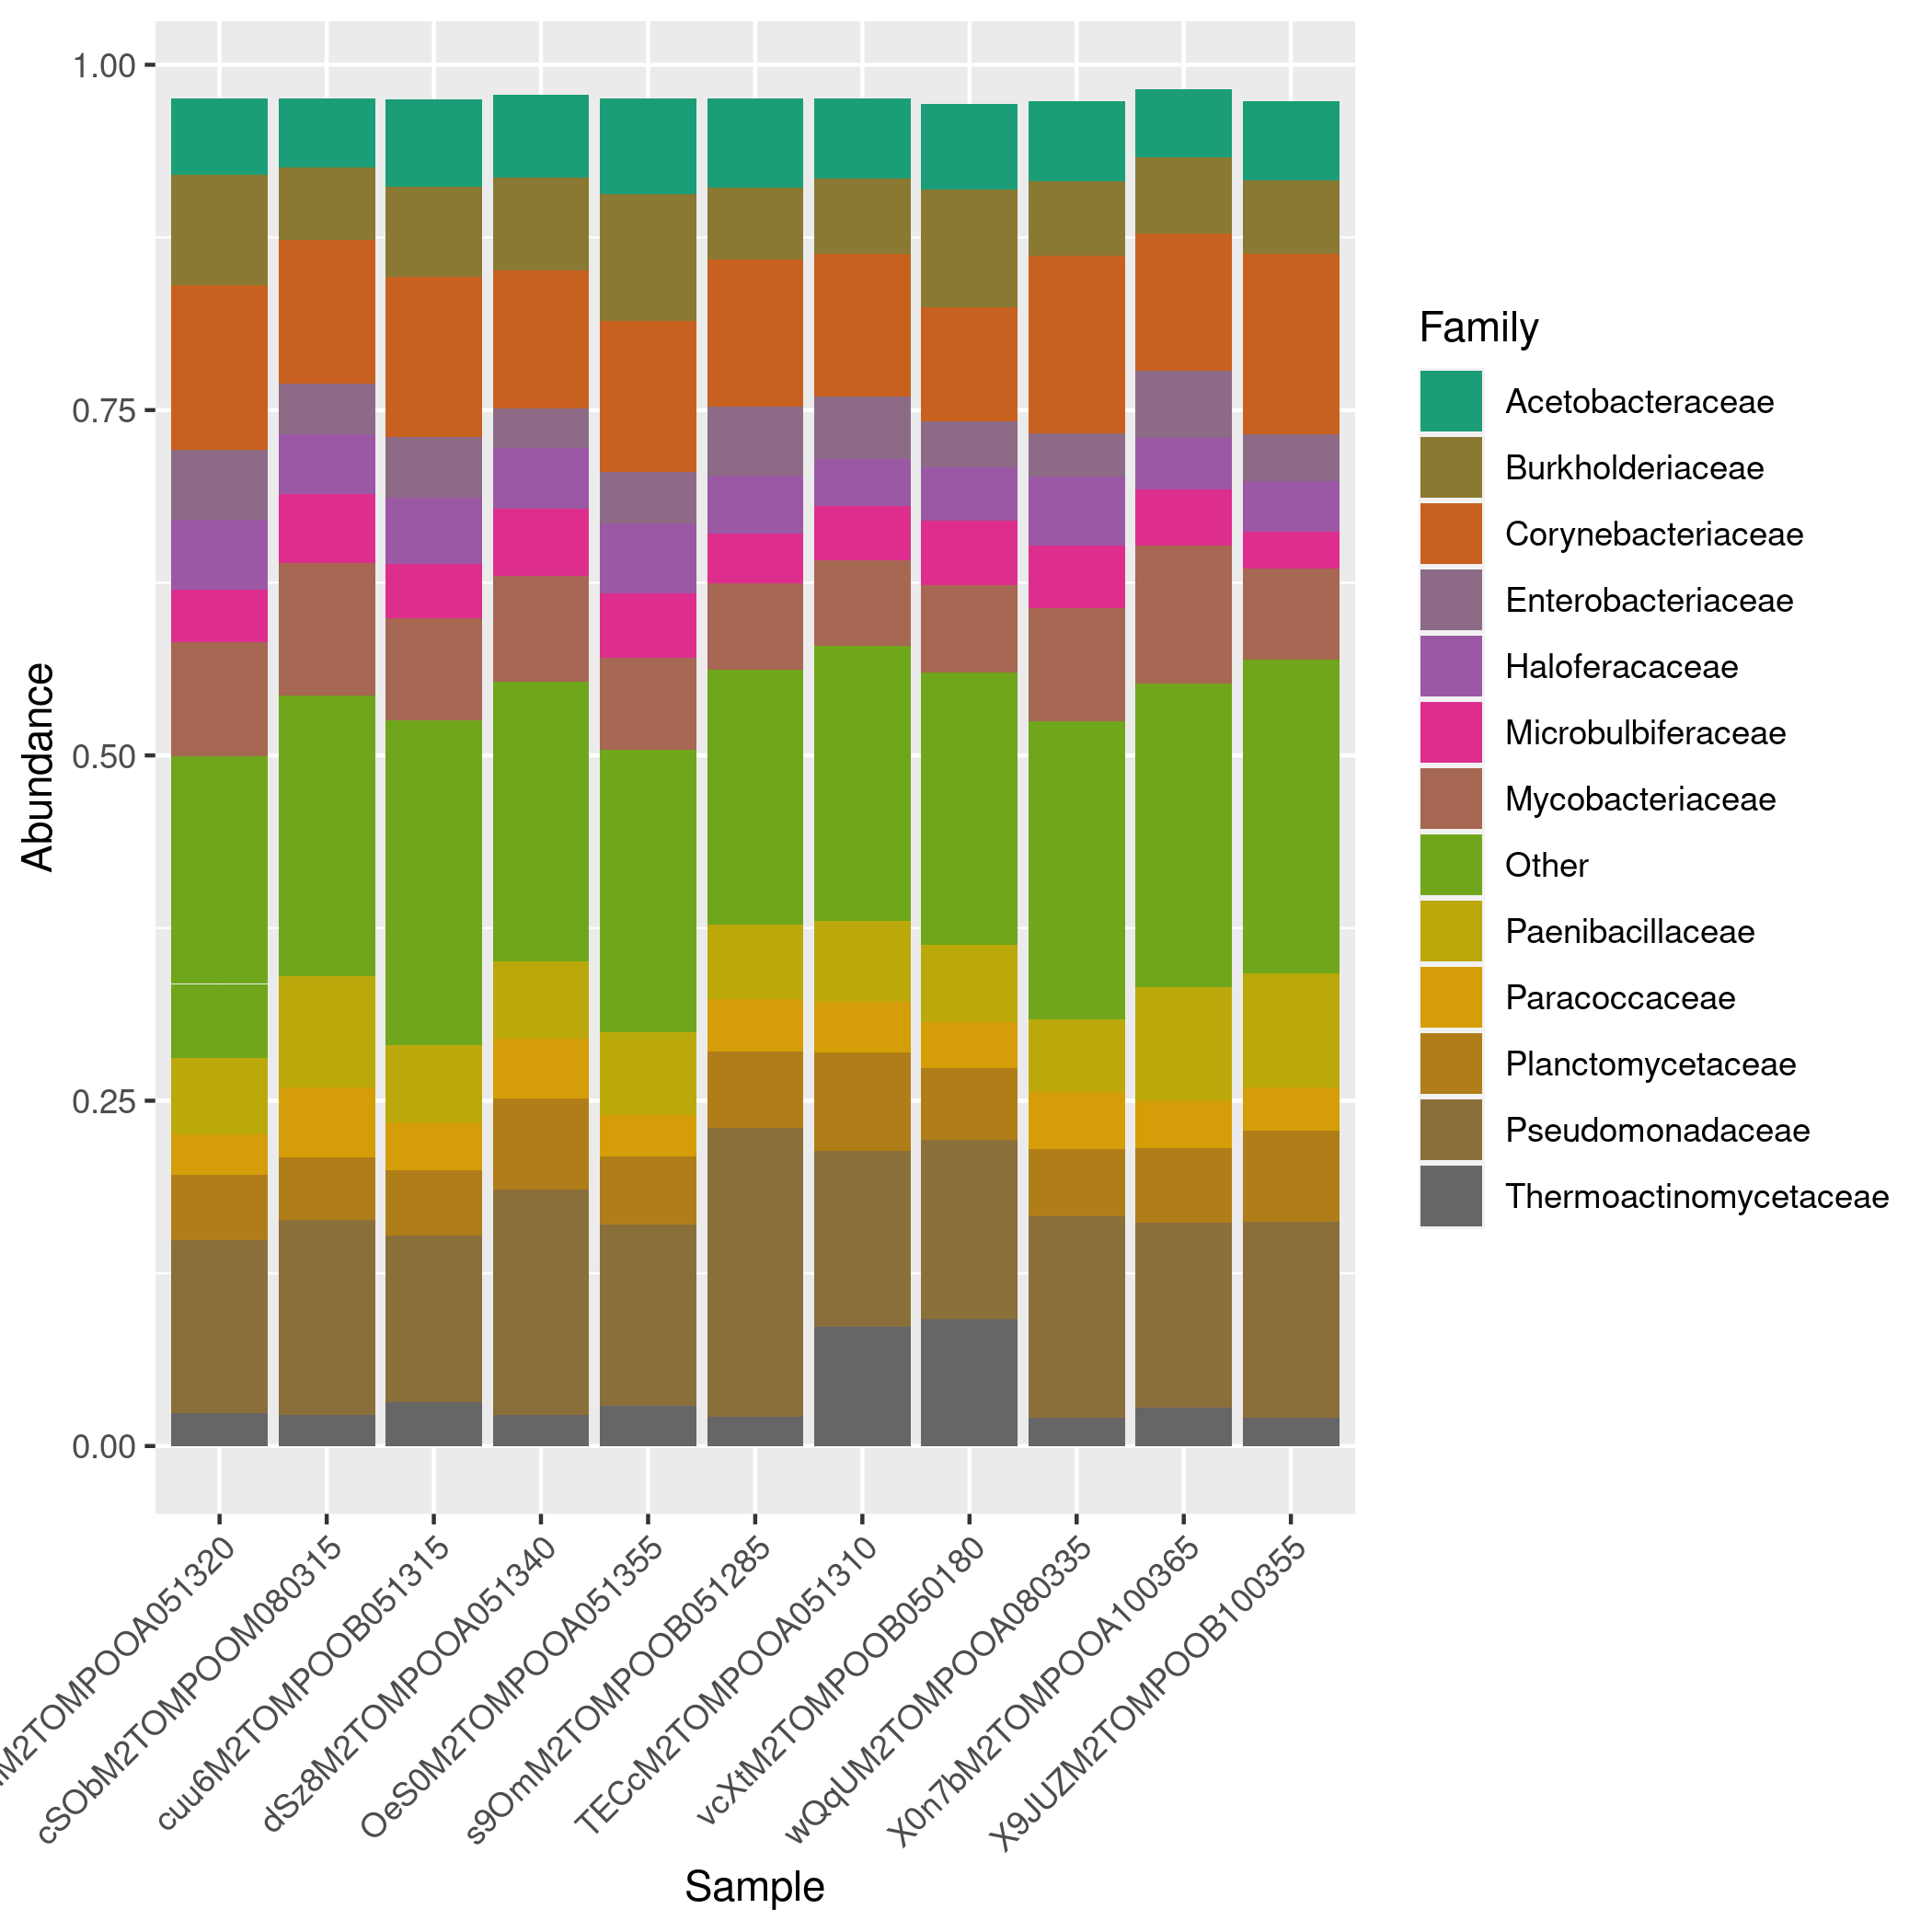 1.00
0.75
0.50
0.25
0.00
Abundance
M2TOMPOOA051320
cSObM2TOMPOOM080315
cuu6M2TOMPOOB051315
dSz8M2TOMPOOA051340
OeS0M2TOMPOOA051355
s9OmM2TOMPOOB051285
TECcM2TOMPOOA051310
vcXtM2TOMPOOB050180
wQqUM2TOMPOOA080335
X0n7bM2TOMPOOA100365
X9JUZM2TOMPOOB100355
Sample
Family
Acetobacteraceae
Burkholderiaceae
Corynebacteriaceae
Enterobacteriaceae
Haloferacaceae
Microbulbiferaceae
Mycobacteriaceae
Other
Paenibacillaceae
Paracoccaceae
Planctomycetaceae
Pseudomonadaceae
Thermoactinomycetaceae